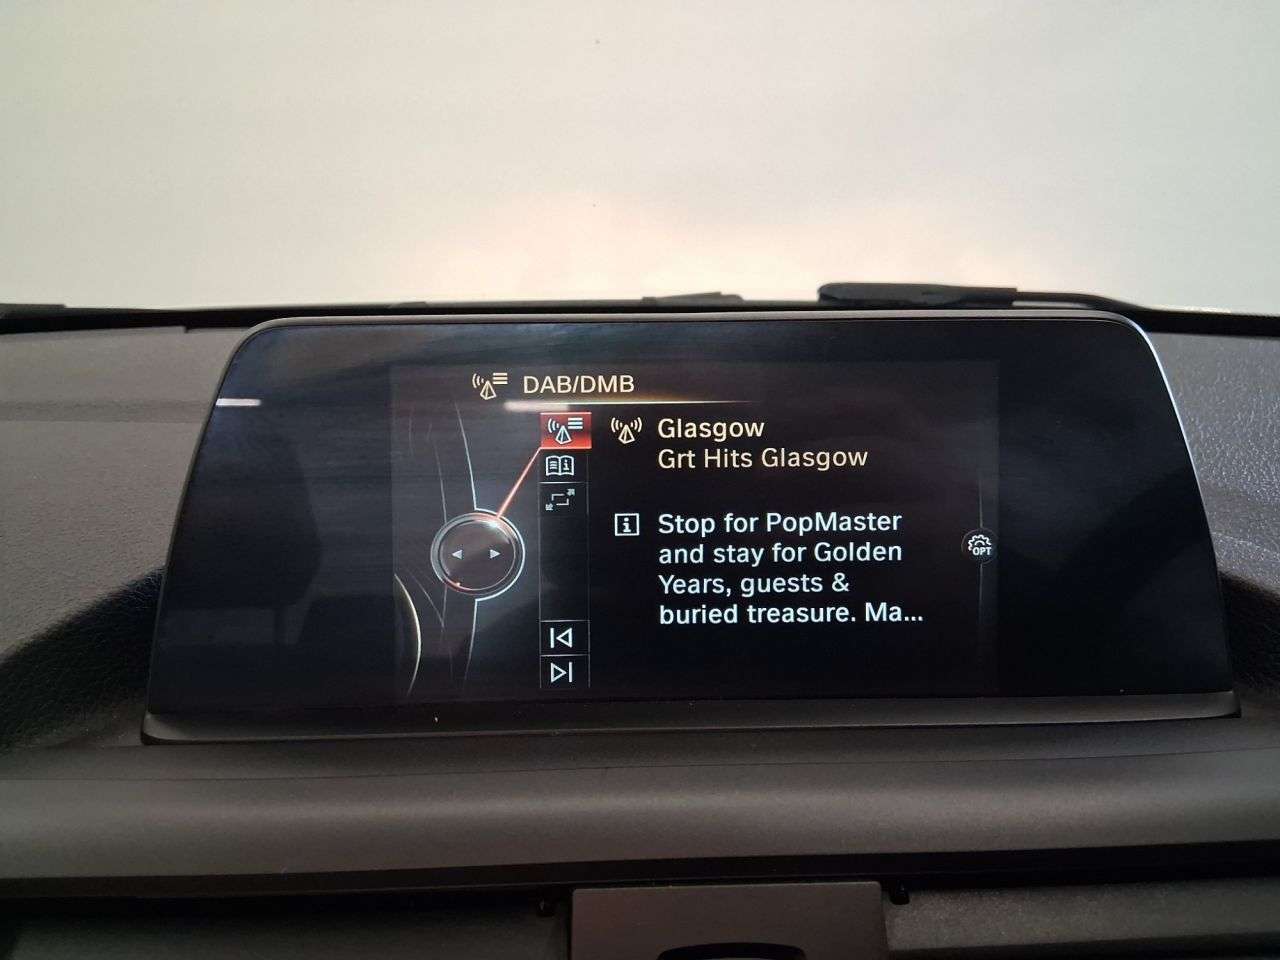 DAB/DMB
Glasgow
Grt Hits Glasgow
i Stop for PopMaster
and stay for Golden
Years, guests &
buried treasure. Ma...
OPT